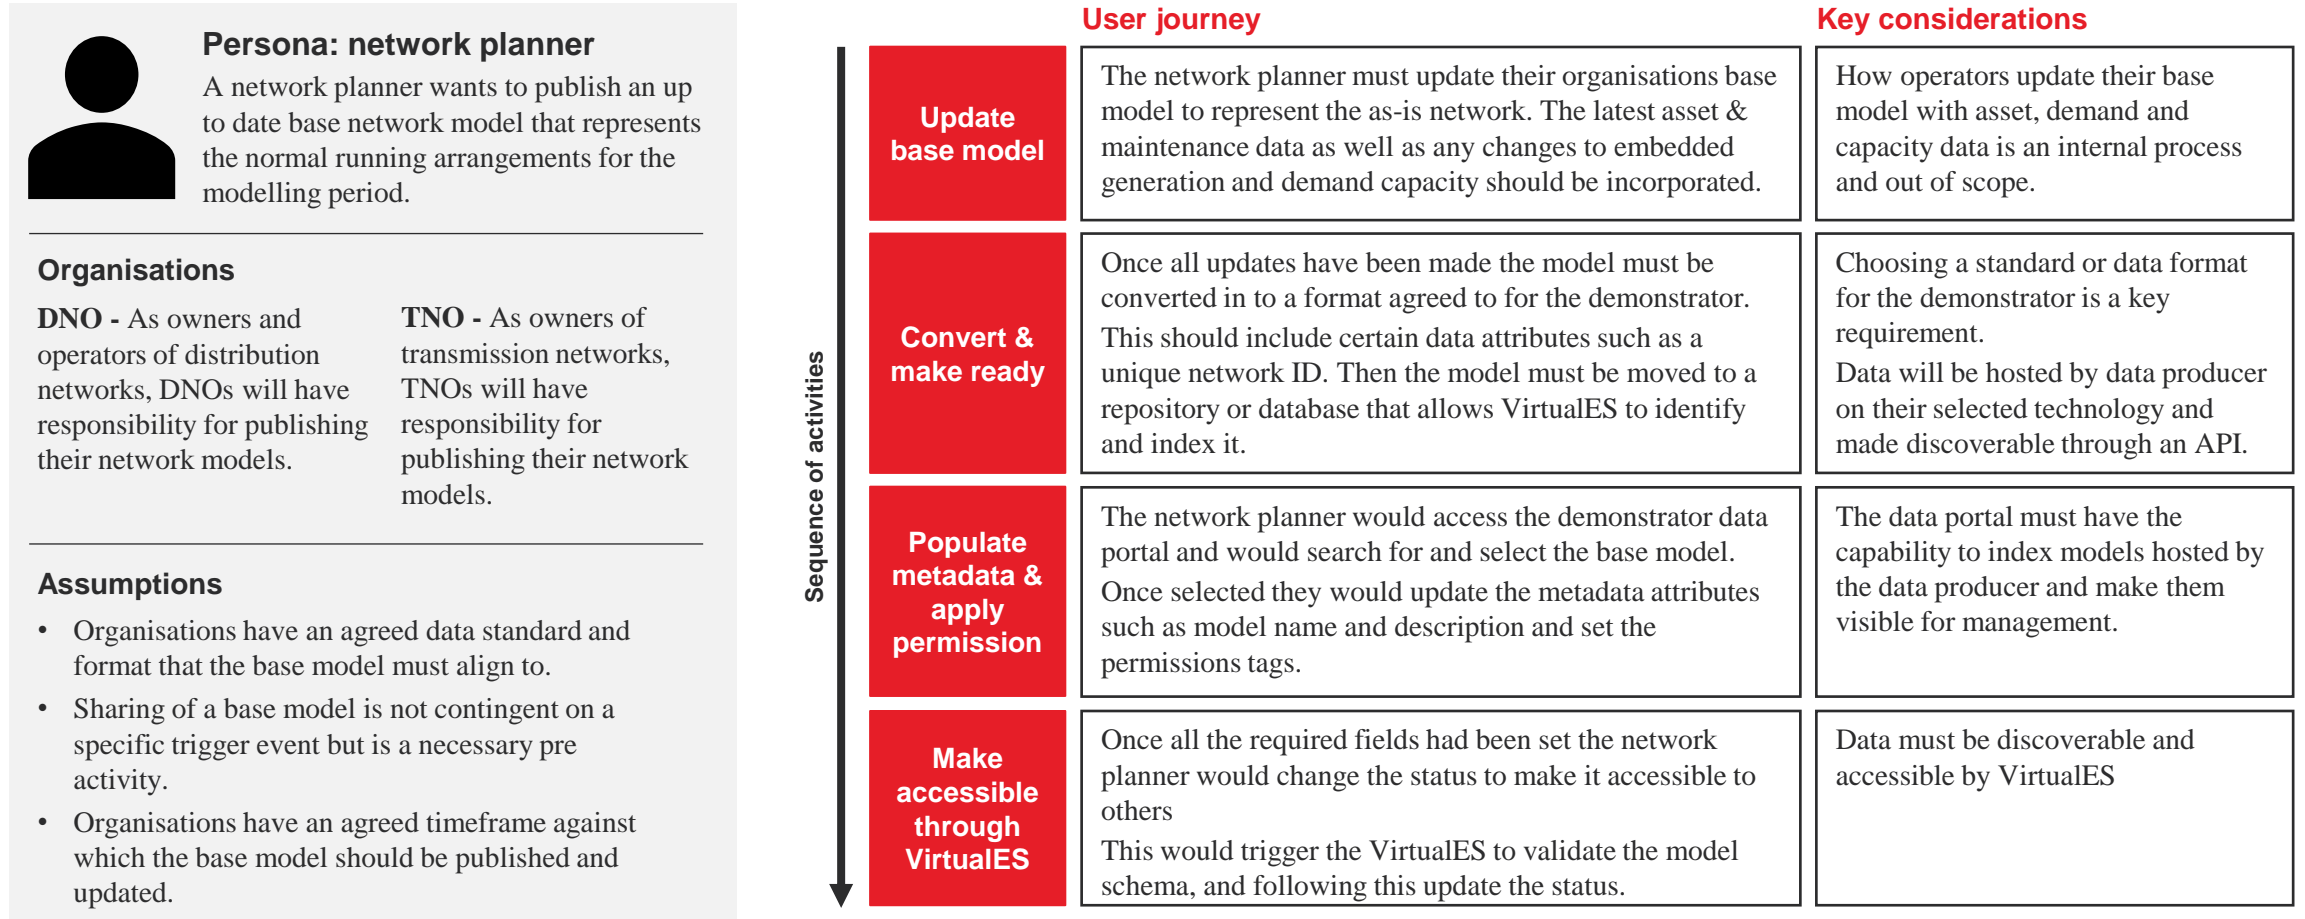 Persona: network planner
A network planner wants to publish an up
to date base network model that represents
the normal running arrangements for the
modelling period.
Organisations
DNO - As owners and
operators of distribution
networks, DNOs will have
responsibility for publishing
their network models.
TNO - As owners of
transmission networks,
TNOs will have
responsibility for
publishing their network
models.
Assumptions
• Organisations have an agreed data standard and
format that the base model must align to.
• Sharing of a base model is not contingent on a
specific trigger event but is a necessary pre
activity.
• Organisations have an agreed timeframe against
which the base model should be published and
updated.
Sequence of activities
User journey
Key considerations
Update
base model
The network planner must update their organisations base
model to represent the as-is network. The latest asset &
maintenance data as well as any changes to embedded
generation and demand capacity should be incorporated.
How operators update their base
model with asset, demand and
capacity data is an internal process
and out of scope.
Convert &
make ready
Once all updates have been made the model must be
converted in to a format agreed to for the demonstrator.
This should include certain data attributes such as a
unique network ID. Then the model must be moved to a
repository or database that allows VirtualES to identify
and index it.
Choosing a standard or data format
for the demonstrator is a key
requirement.
Data will be hosted by data producer
on their selected technology and
made discoverable through an API.
Populate
metadata &
apply
permission
The network planner would access the demonstrator data
portal and would search for and select the base model.
Once selected they would update the metadata attributes
such as model name and description and set the
permissions tags.
The data portal must have the
capability to index models hosted by
the data producer and make them
visible for management.
Make
accessible
through
VirtualES
Once all the required fields had been set the network
planner would change the status to make it accessible to
others
This would trigger the VirtualES to validate the model
schema, and following this update the status.
Data must be discoverable and
accessible by VirtualES